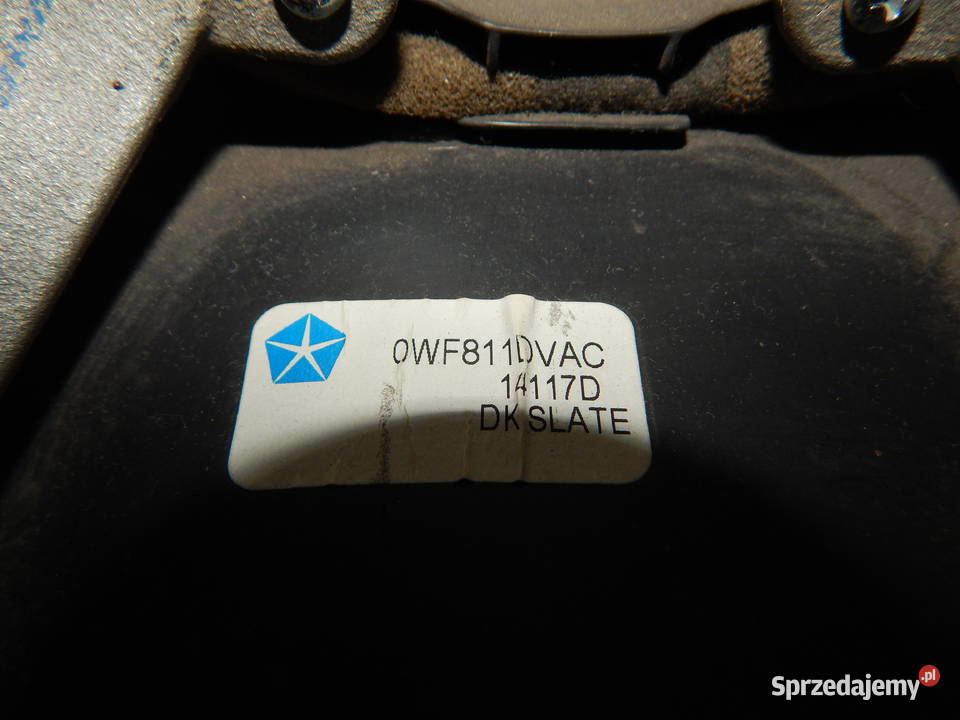 0WF811DVAC
14117D
DK SLATE
Sprzedajemy.pl